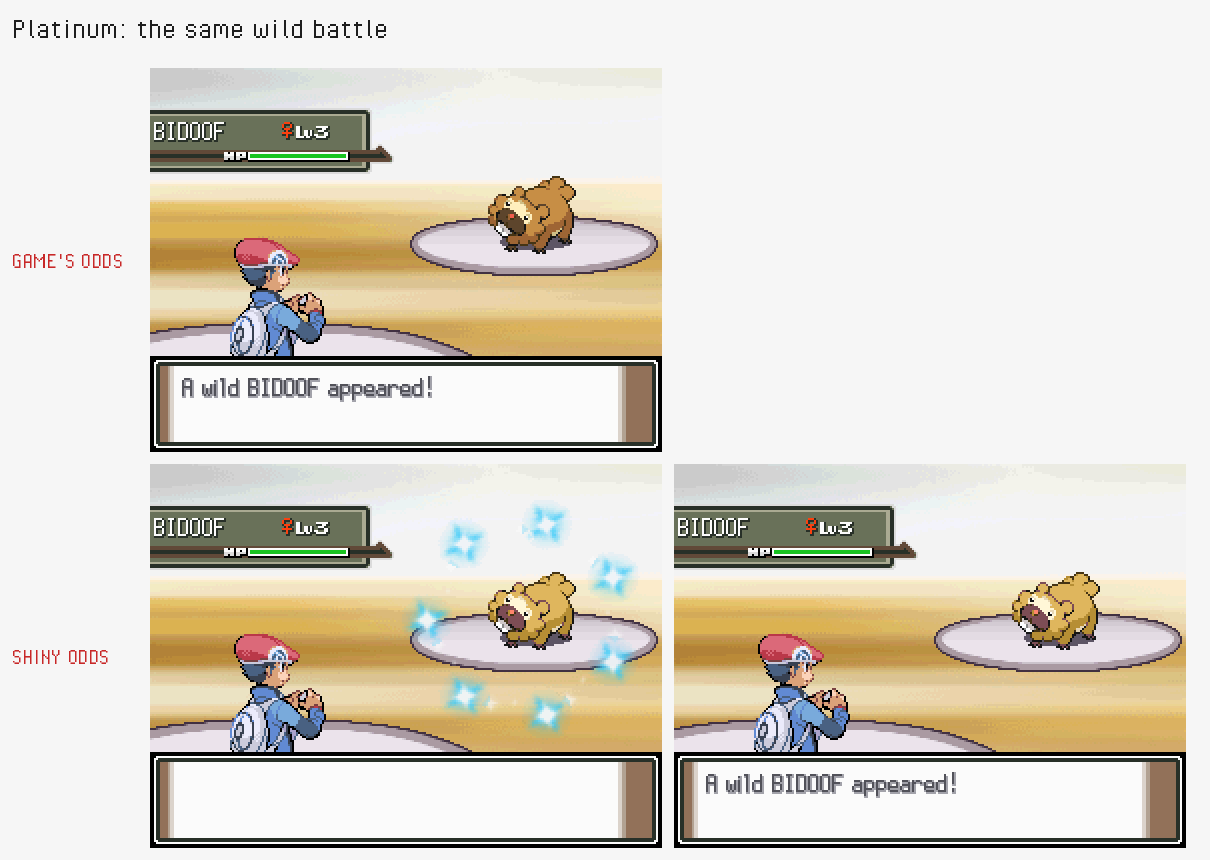 Platinum: the same wild battle
GAME'S ODDS
BIDOOF ♀Lv3
HP
A wild BIDOOF appeared!
SHINY ODDS
BIDOOF ♀Lv3
HP
BIDOOF ♀Lv3
HP
A wild BIDOOF appeared!